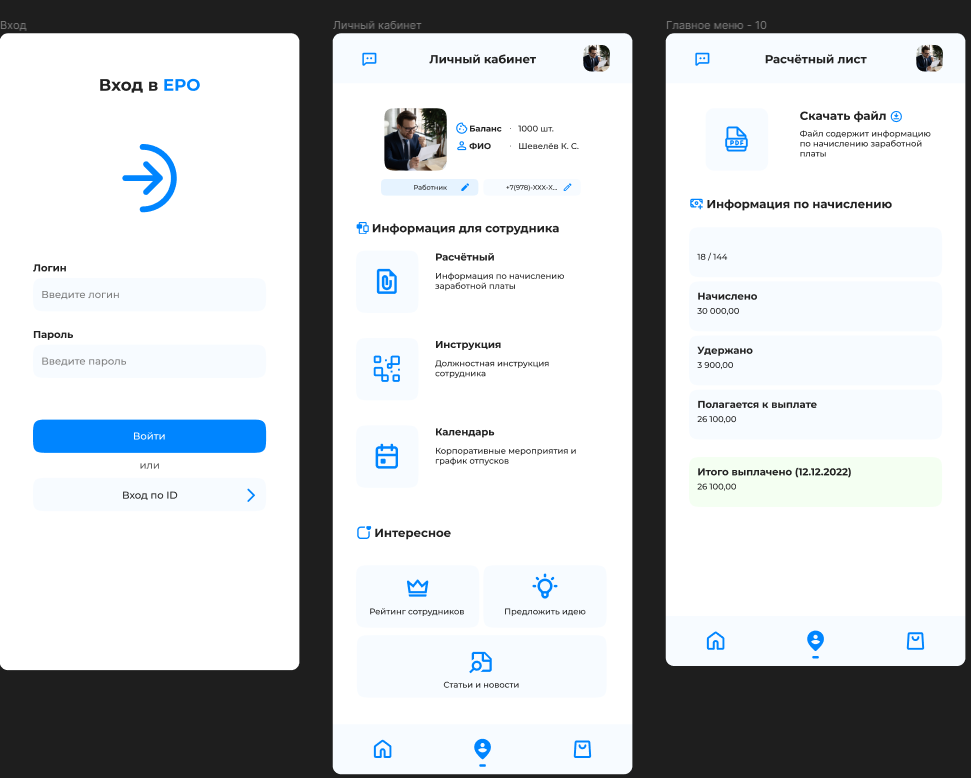 Вход
Вход в ЕРО
Логин
Введите логин
Пароль
Введите пароль
Войти
или
Вход по ID
Личный кабинет
Личный кабинет
Баланс · 1000 шт.
ФИО · Шевелёв К. С.
Работник
+7(978)-XXX-X...
Информация для сотрудника
Расчётный
Информация по начислению
заработной платы
Инструкция
Должностная инструкция
сотрудника
Календарь
Корпоративные мероприятия и
график отпусков
Интересное
Рейтинг сотрудников
Предложить идею
Статьи и новости
Главное меню - 10
Расчётный лист
PDF
Скачать файл
Файл содержит информацию
по начислению заработной
платы
Информация по начислению
18 / 144
Начислено
30 000,00
Удержано
3 900,00
Полагается к выплате
26 100,00
Итого выплачено (12.12.2022)
26 100,00